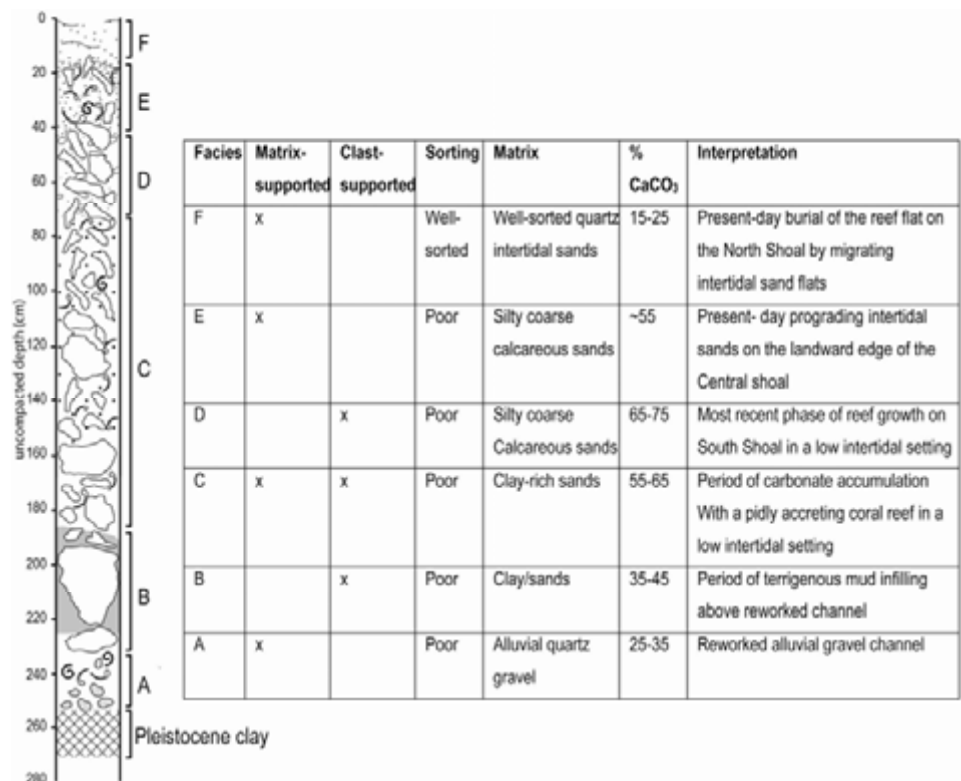 0
20
40
60
80
100
120
140
160
180
200
220
240
260
280
uncompacted depth (cm)
F
E
D
C
B
A
Pleistocene clay
Facies Matrix-supported Clast-supported Sorting Matrix % CaCO₃ Interpretation
F x Well-sorted Well-sorted quartz intertidal sands 15-25 Present-day burial of the reef flat on
the North Shoal by migrating
intertidal sand flats
E x Poor Silty coarse calcareous sands ~55 Present- day prograding intertidal
sands on the landward edge of the
Central shoal
D x Poor Silty coarse Calcareous sands 65-75 Most recent phase of reef growth on
South Shoal in a low intertidal setting
C x x Poor Clay-rich sands 55-65 Period of carbonate accumulation
With a pidly accreting coral reef in a
low intertidal setting
B x Poor Clay/sands 35-45 Period of terrigenous mud infilling
above reworked channel
A x Poor Alluvial quartz gravel 25-35 Reworked alluvial gravel channel